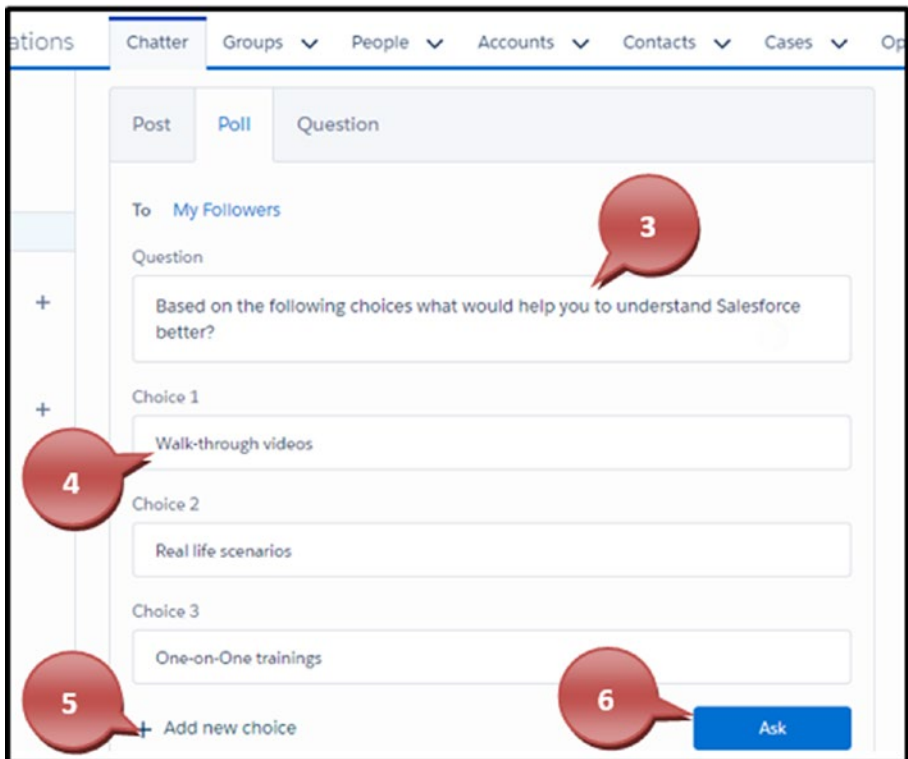 ations Chatter Groups People Accounts Contacts Cases Op
Post Poll Question
To My Followers
3
Question
Based on the following choices what would help you to understand Salesforce
better?
Choice 1
Walk-through videos
4
Choice 2
Real life scenarios
Choice 3
One-on-One trainings
5
6
+ Add new choice
Ask